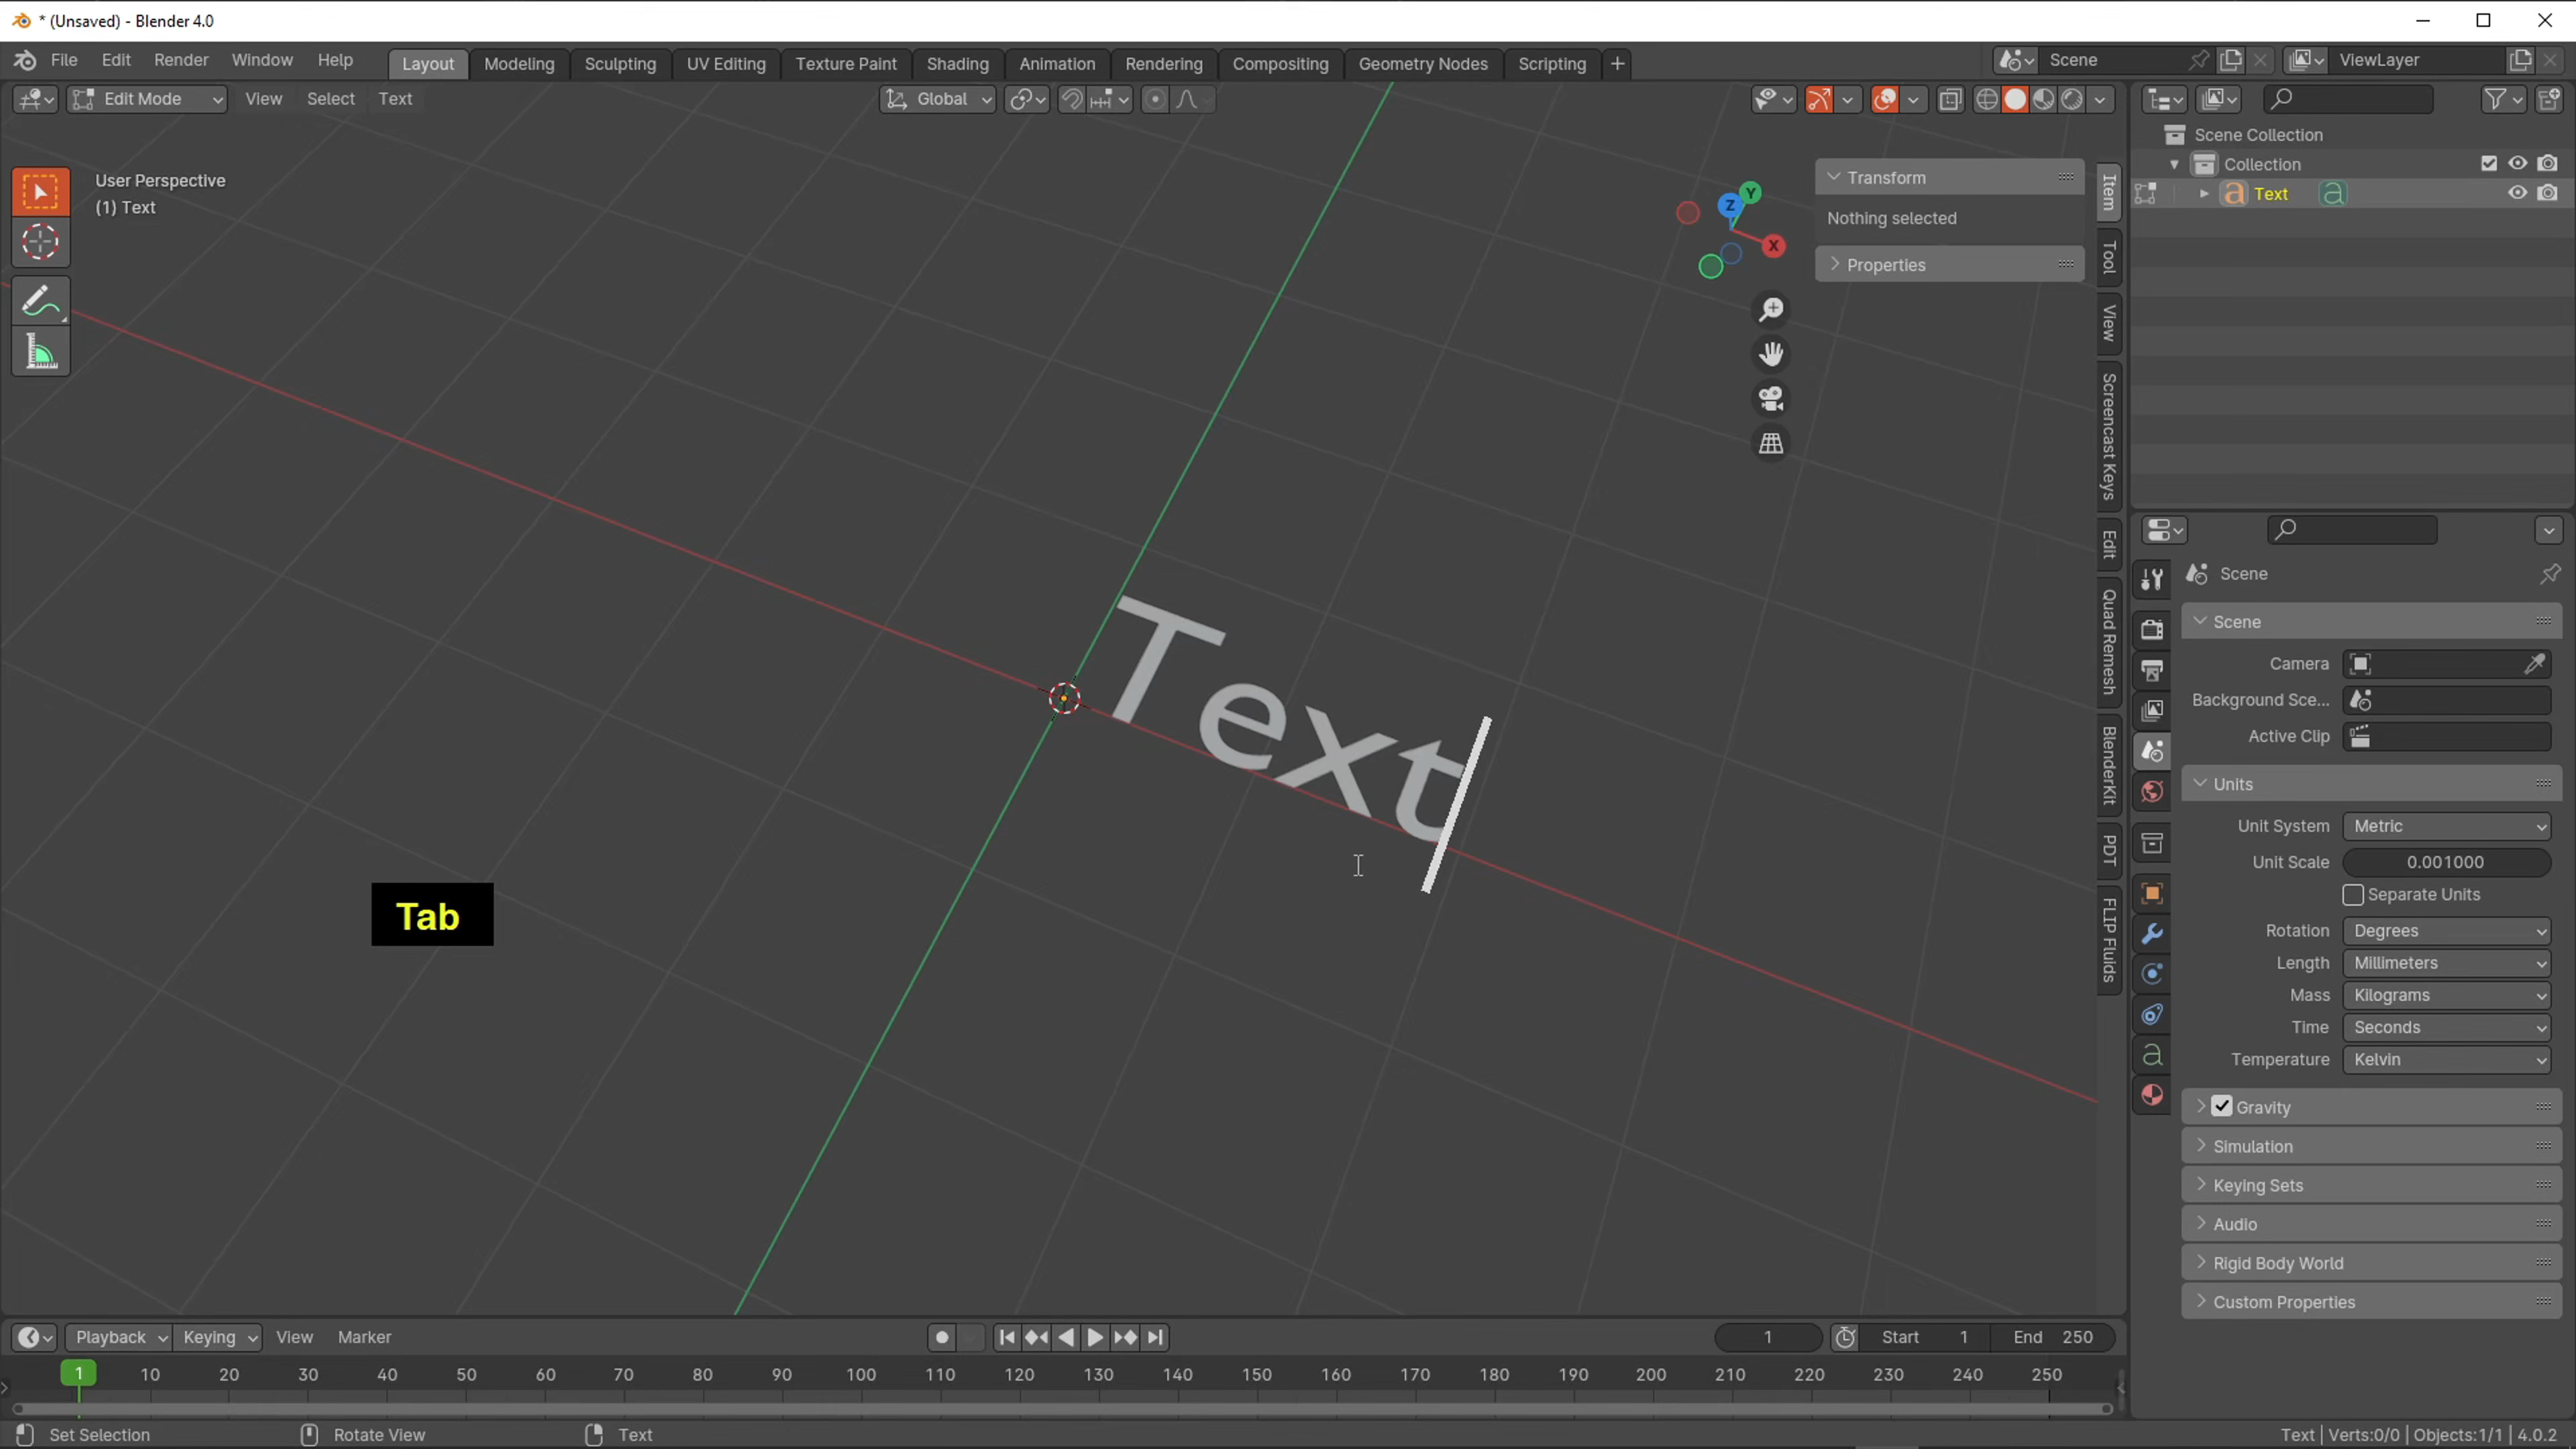 * (Unsaved) - Blender 4.0
File Edit Render Window Help Layout Modeling Sculpting UV Editing Texture Paint Shading Animation Rendering Compositing Geometry Nodes Scripting + Scene ViewLayer
Edit Mode View Select Text Global
Scene Collection
Collection
Text
User Perspective
(1) Text
Transform
Nothing selected
Properties
Z
Y
X
Item
Tool
View
Screencast Keys
Edit
Quad Remesh
BlenderKit
PDT
FLIP Fluids
Text
Tab
Scene
Scene
Camera
Background Sce...
Active Clip
Units
Unit System Metric
Unit Scale 0.001000
Separate Units
Rotation Degrees
Length Millimeters
Mass Kilograms
Time Seconds
Temperature Kelvin
Gravity
Simulation
Keying Sets
Audio
Rigid Body World
Custom Properties
Playback Keying View Marker 1 Start 1 End 250
1 10 20 30 40 50 60 70 80 90 100 110 120 130 140 150 160 170 180 190 200 210 220 230 240 250
Set Selection Rotate View Text Text | Verts:0/0 | Objects:1/1 | 4.0.2